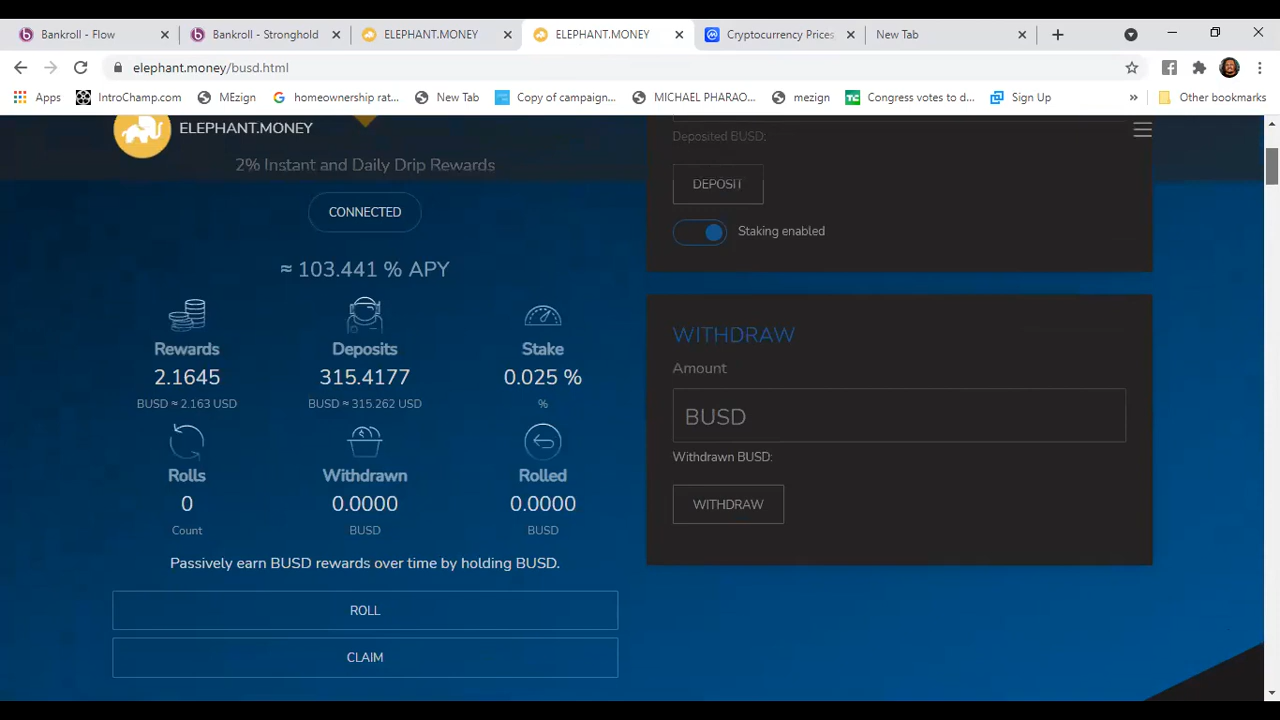 Bankroll - Flow
Bankroll - Stronghold
ELEPHANT.MONEY
ELEPHANT.MONEY
Cryptocurrency Prices
New Tab
elephant.money/busd.html
Apps
IntroChamp.com
MEzign
homeownership rat...
New Tab
Copy of campaign...
MICHAEL PHARAO...
mezign
Congress votes to d...
Sign Up
Other bookmarks
ELEPHANT.MONEY
2% Instant and Daily Drip Rewards
CONNECTED
≈ 103.441 % APY
Rewards
2.1645
BUSD ≈ 2.163 USD
Deposits
315.4177
BUSD ≈ 315.262 USD
Stake
0.025 %
%
Rolls
0
Count
Withdrawn
0.0000
BUSD
Rolled
0.0000
BUSD
Passively earn BUSD rewards over time by holding BUSD.
ROLL
CLAIM
Deposited BUSD:
DEPOSIT
Staking enabled
WITHDRAW
Amount
BUSD
Withdrawn BUSD:
WITHDRAW